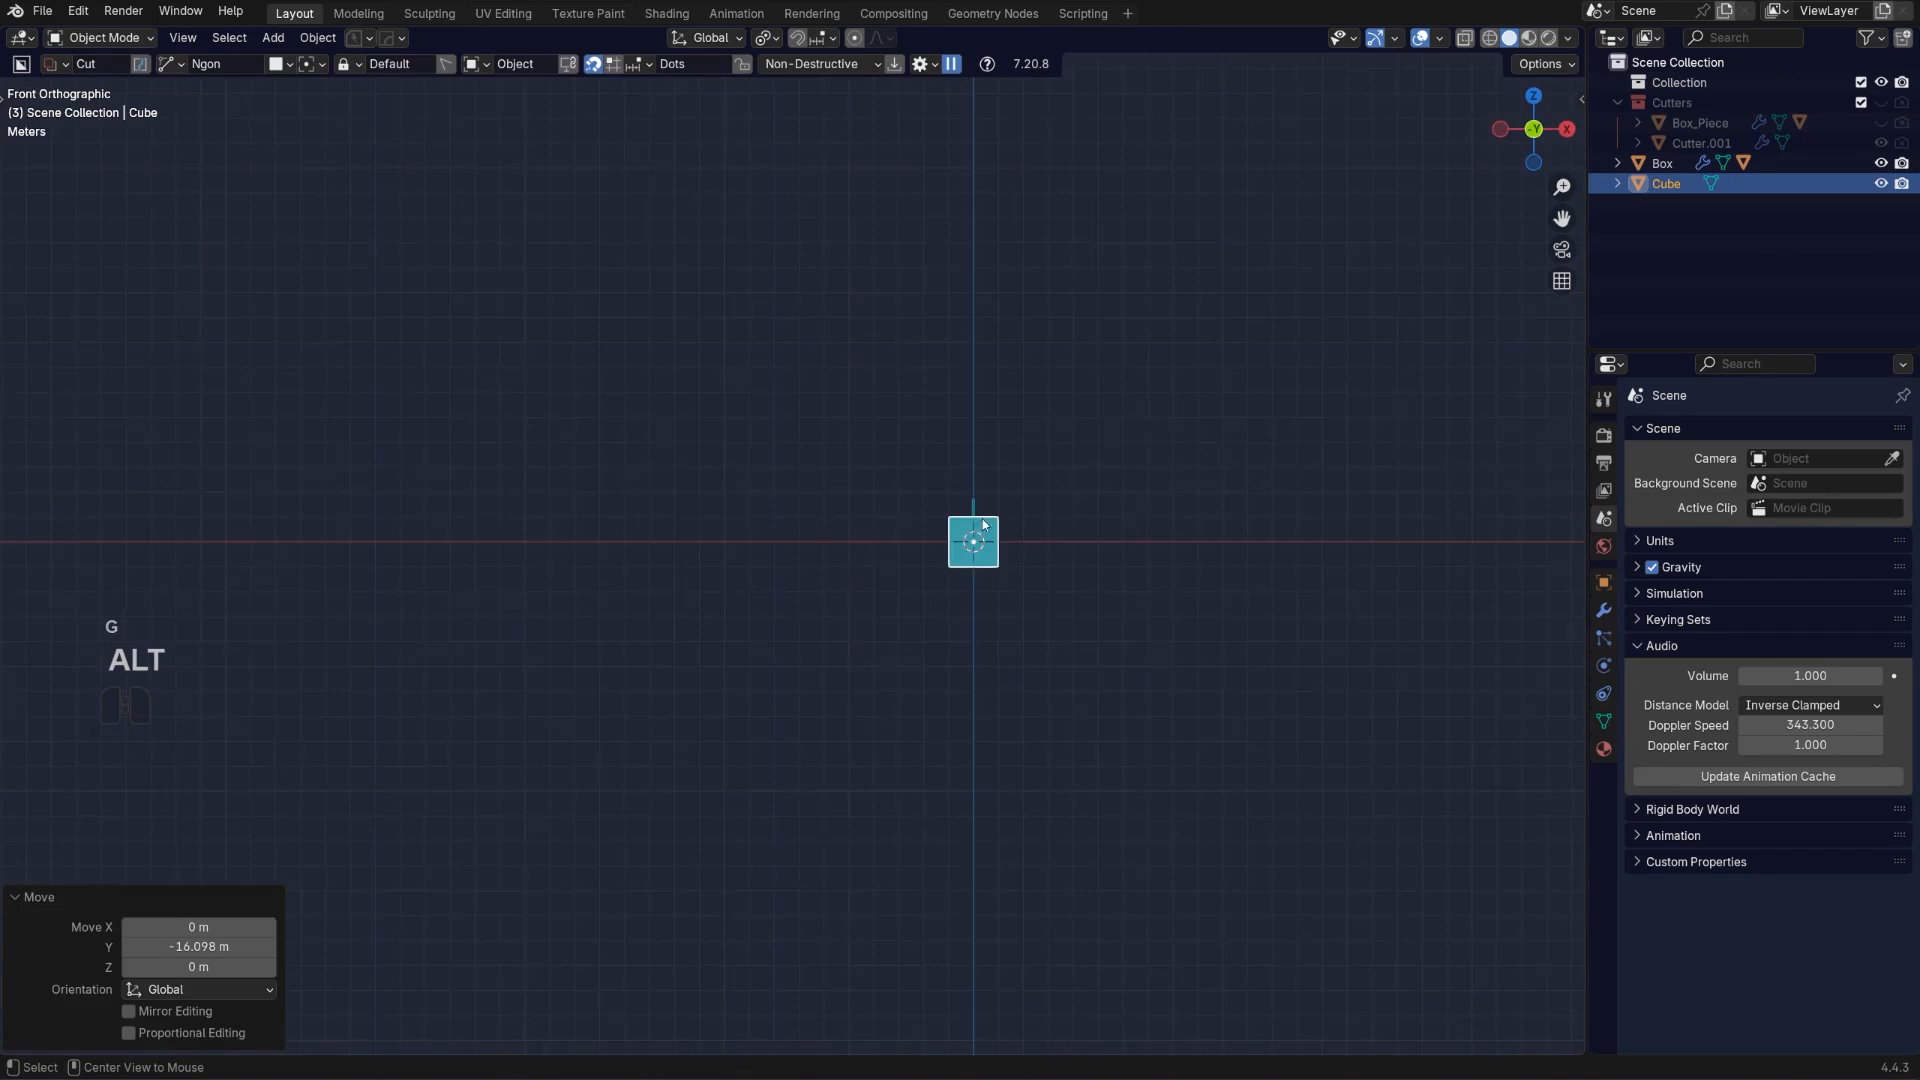 File Edit Render Window Help Layout Modeling Sculpting UV Editing Texture Paint Shading Animation Rendering Compositing Geometry Nodes Scripting + Scene ViewLayer
Object Mode View Select Add Object Global Search
Cut Ngon Default Object Dots Non-Destructive 7.20.8 Options
Front Orthographic
(3) Scene Collection | Cube
Meters
Z
-Y
X
Scene Collection
Collection
Cutters
Box_Piece
Cutter.001
Box
Cube
Search
Scene
Scene
Camera Object
Background Scene Scene
Active Clip Movie Clip
Units
Gravity
Simulation
Keying Sets
Audio
Volume 1.000
Distance Model Inverse Clamped
Doppler Speed 343.300
Doppler Factor 1.000
Update Animation Cache
Rigid Body World
Animation
Custom Properties
G
ALT
Move
Move X 0 m
Y -16.098 m
Z 0 m
Orientation Global
Mirror Editing
Proportional Editing
Select Center View to Mouse 4.4.3